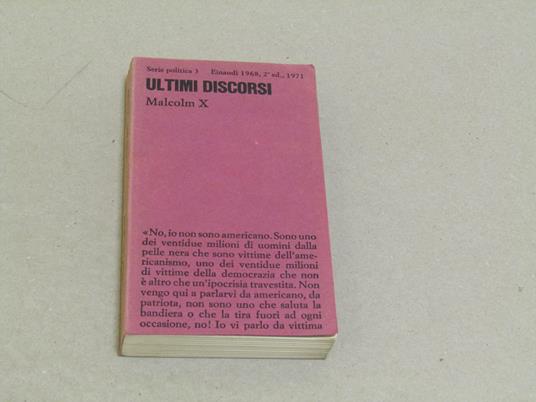 Serie politica 3 Einaudi 1968, 2ª ed., 1971
ULTIMI DISCORSI
Malcolm X
«No, io non sono americano. Sono uno
dei ventidue milioni di uomini dalla
pelle nera che sono vittime dell'ame-
ricanismo, uno dei ventidue milioni
di vittime della democrazia che non
è altro che un'ipocrisia travestita. Non
vengo qui a parlarvi da americano, da
patriota, non sono uno che saluta la
bandiera o che la tira fuori ad ogni
occasione, no! Io vi parlo da vittima